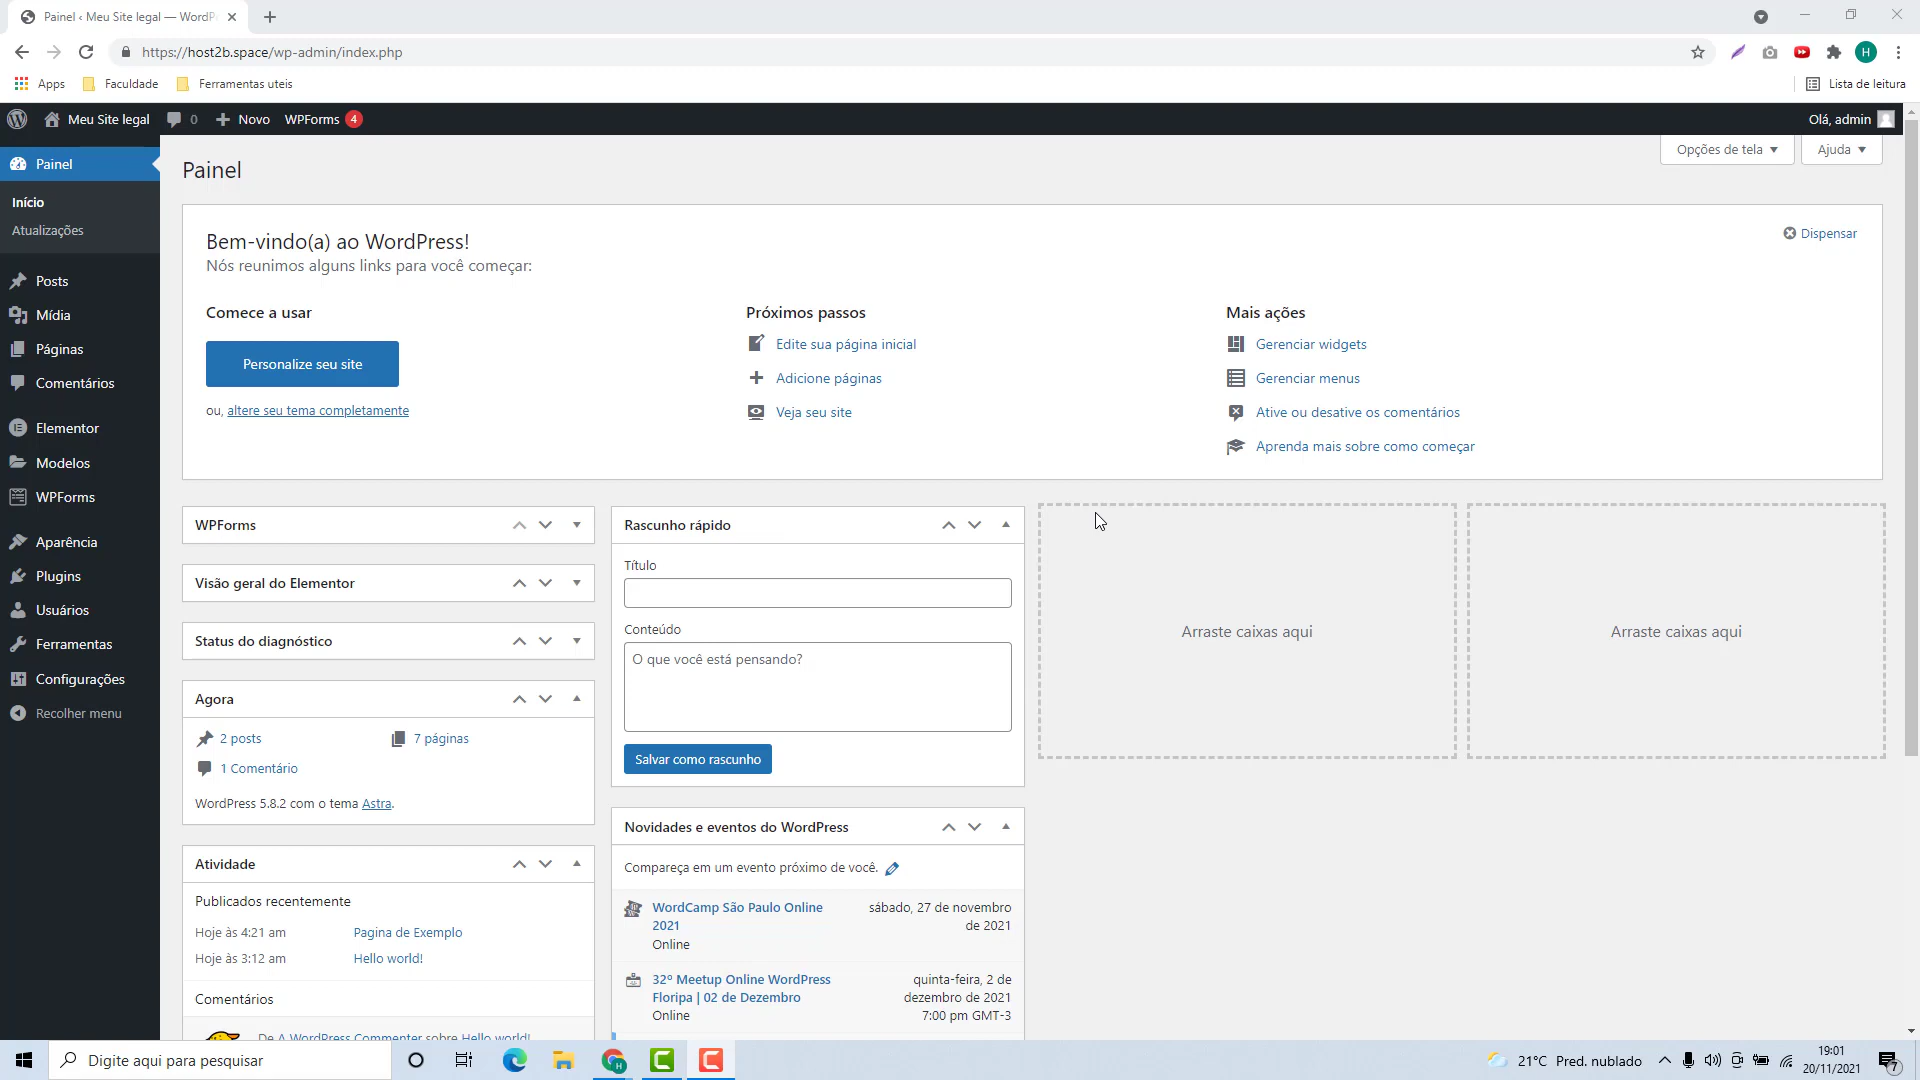 Painel ‹ Meu Site legal — WordP
https://host2b.space/wp-admin/index.php
H
Apps
Faculdade
Ferramentas uteis
Lista de leitura
Meu Site legal
0
Novo
WPForms 4
Olá, admin
Painel
Início
Atualizações
Posts
Mídia
Páginas
Comentários
Elementor
Modelos
WPForms
Aparência
Plugins
Usuários
Ferramentas
Configurações
Recolher menu
Painel
Opções de tela
Ajuda
Bem-vindo(a) ao WordPress!
Nós reunimos alguns links para você começar:
Dispensar
Comece a usar
Personalize seu site
ou, altere seu tema completamente
Próximos passos
Edite sua página inicial
Adicione páginas
Veja seu site
Mais ações
Gerenciar widgets
Gerenciar menus
Ative ou desative os comentários
Aprenda mais sobre como começar
WPForms
Visão geral do Elementor
Status do diagnóstico
Agora
2 posts
7 páginas
1 Comentário
WordPress 5.8.2 com o tema Astra.
Atividade
Publicados recentemente
Hoje às 4:21 am
Pagina de Exemplo
Hoje às 3:12 am
Hello world!
Comentários
De A WordPress Commenter sobre Hello world!
Rascunho rápido
Título
Conteúdo
O que você está pensando?
Salvar como rascunho
Novidades e eventos do WordPress
Compareça em um evento próximo de você.
WordCamp São Paulo Online
2021
Online
sábado, 27 de novembro
de 2021
32º Meetup Online WordPress
Floripa | 02 de Dezembro
Online
quinta-feira, 2 de
dezembro de 2021
7:00 pm GMT-3
Arraste caixas aqui
Arraste caixas aqui
Digite aqui para pesquisar
21°C Pred. nublado
19:01
20/11/2021
7